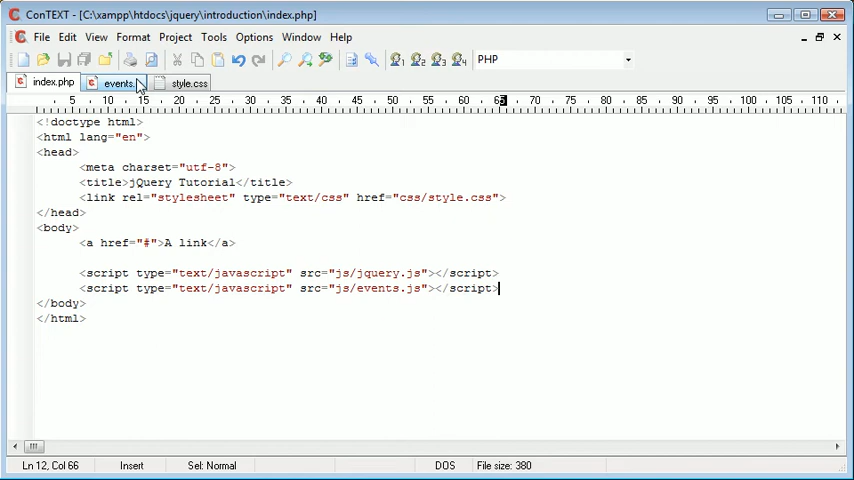 ConTEXT - [C:\xampp\htdocs\jquery\introduction\index.php]
File Edit View Format Project Tools Options Window Help
1 2 3 4 PHP
index.php events. style.css
5 10 15 20 25 30 35 40 45 50 55 60 65 70 75 80 85 90 95 100 105 110
<!doctype html>
<html lang="en">
<head>
<meta charset="utf-8">
<title>jQuery Tutorial</title>
<link rel="stylesheet" type="text/css" href="css/style.css">
</head>
<body>
<a href="#">A link</a>
<script type="text/javascript" src="js/jquery.js"></script>
<script type="text/javascript" src="js/events.js"></script>
</body>
</html>
Ln 12, Col 66 Insert Sel: Normal DOS File size: 380